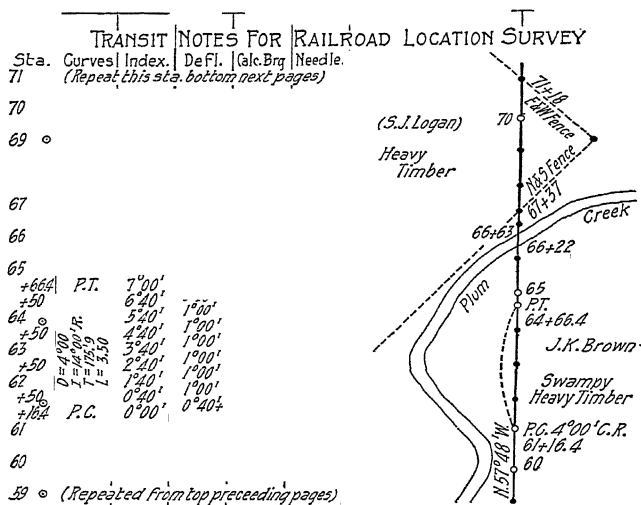 TRANSIT NOTES FOR RAILROAD LOCATION SURVEY
Sta. Curves Index. Defl. Calc. Brg Needle.
71 (Repeat this sta. bottom next pages)
70
69
67
66
65
+66.4 P.T. 7°00'
+50 6°40' 1°00'
64 5°40' 1°00'
+50 4°40' 1°00'
63 3°40' 1°00'
+50 2°40' 1°00'
62 1°40' 1°00'
+50 0°40' 0°40'+
+16.4 P.C. 0°00'
D=4°00
I=14°00'R.
T=175.9
L=3.50
61
60
59 (Repeated from top preceeding pages)
71+18
E&W Fence
(S.J. Logan) 70
Heavy
Timber
N&S Fence
67+37
Creek
66+63
66+22
Plum
65
P.T.
64+66.4
J.K. Brown
Swampy
Heavy Timber
P.C. 4°00' C.R.
61+16.4
60
N.57°48'W.